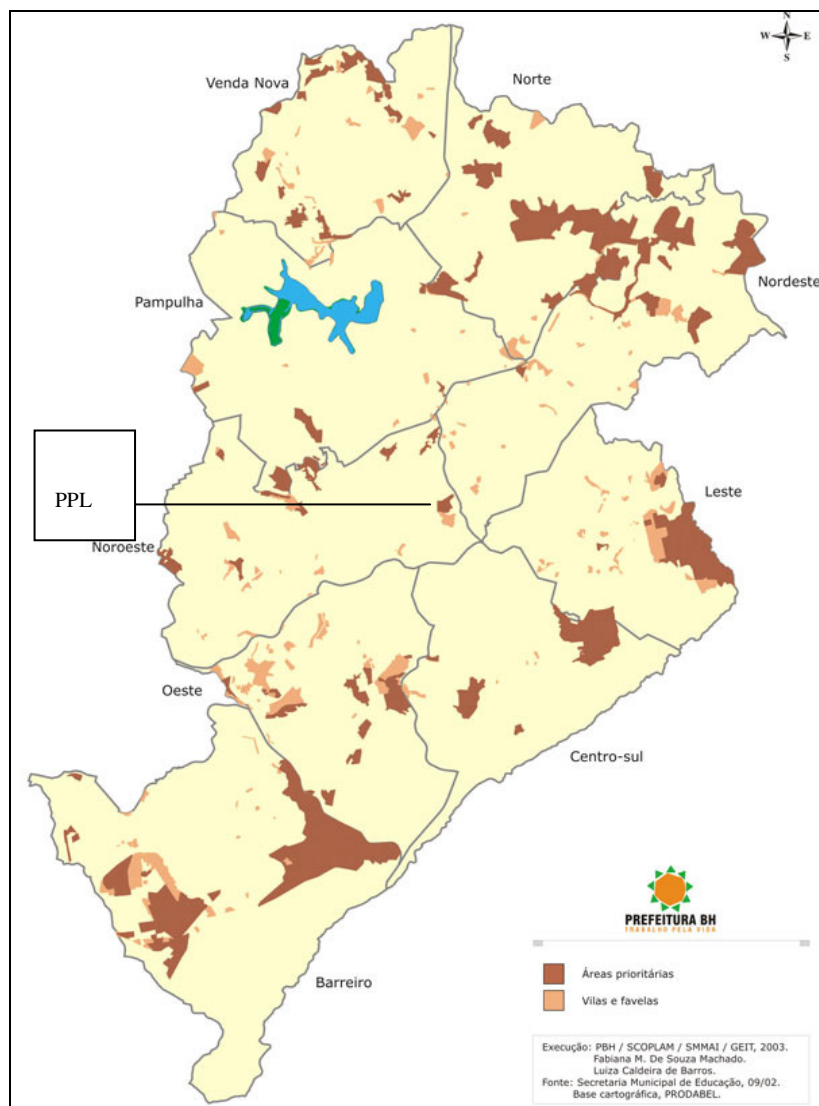 N
W E
S
Venda Nova
Norte
Nordeste
Pampulha
PPL
Leste
Noroeste
Oeste
Centro-sul
PREFEITURA BH
TRABALHO PELA VIDA
Áreas prioritárias
Vilas e favelas
Barreiro
Execução: PBH / SCOPLAM / SMMAI / GEIT, 2003.
Fabiana M. De Souza Machado.
Luiza Caldeira de Barros.
Fonte: Secretaria Municipal de Educação, 09/02.
Base cartográfica, PRODABEL.